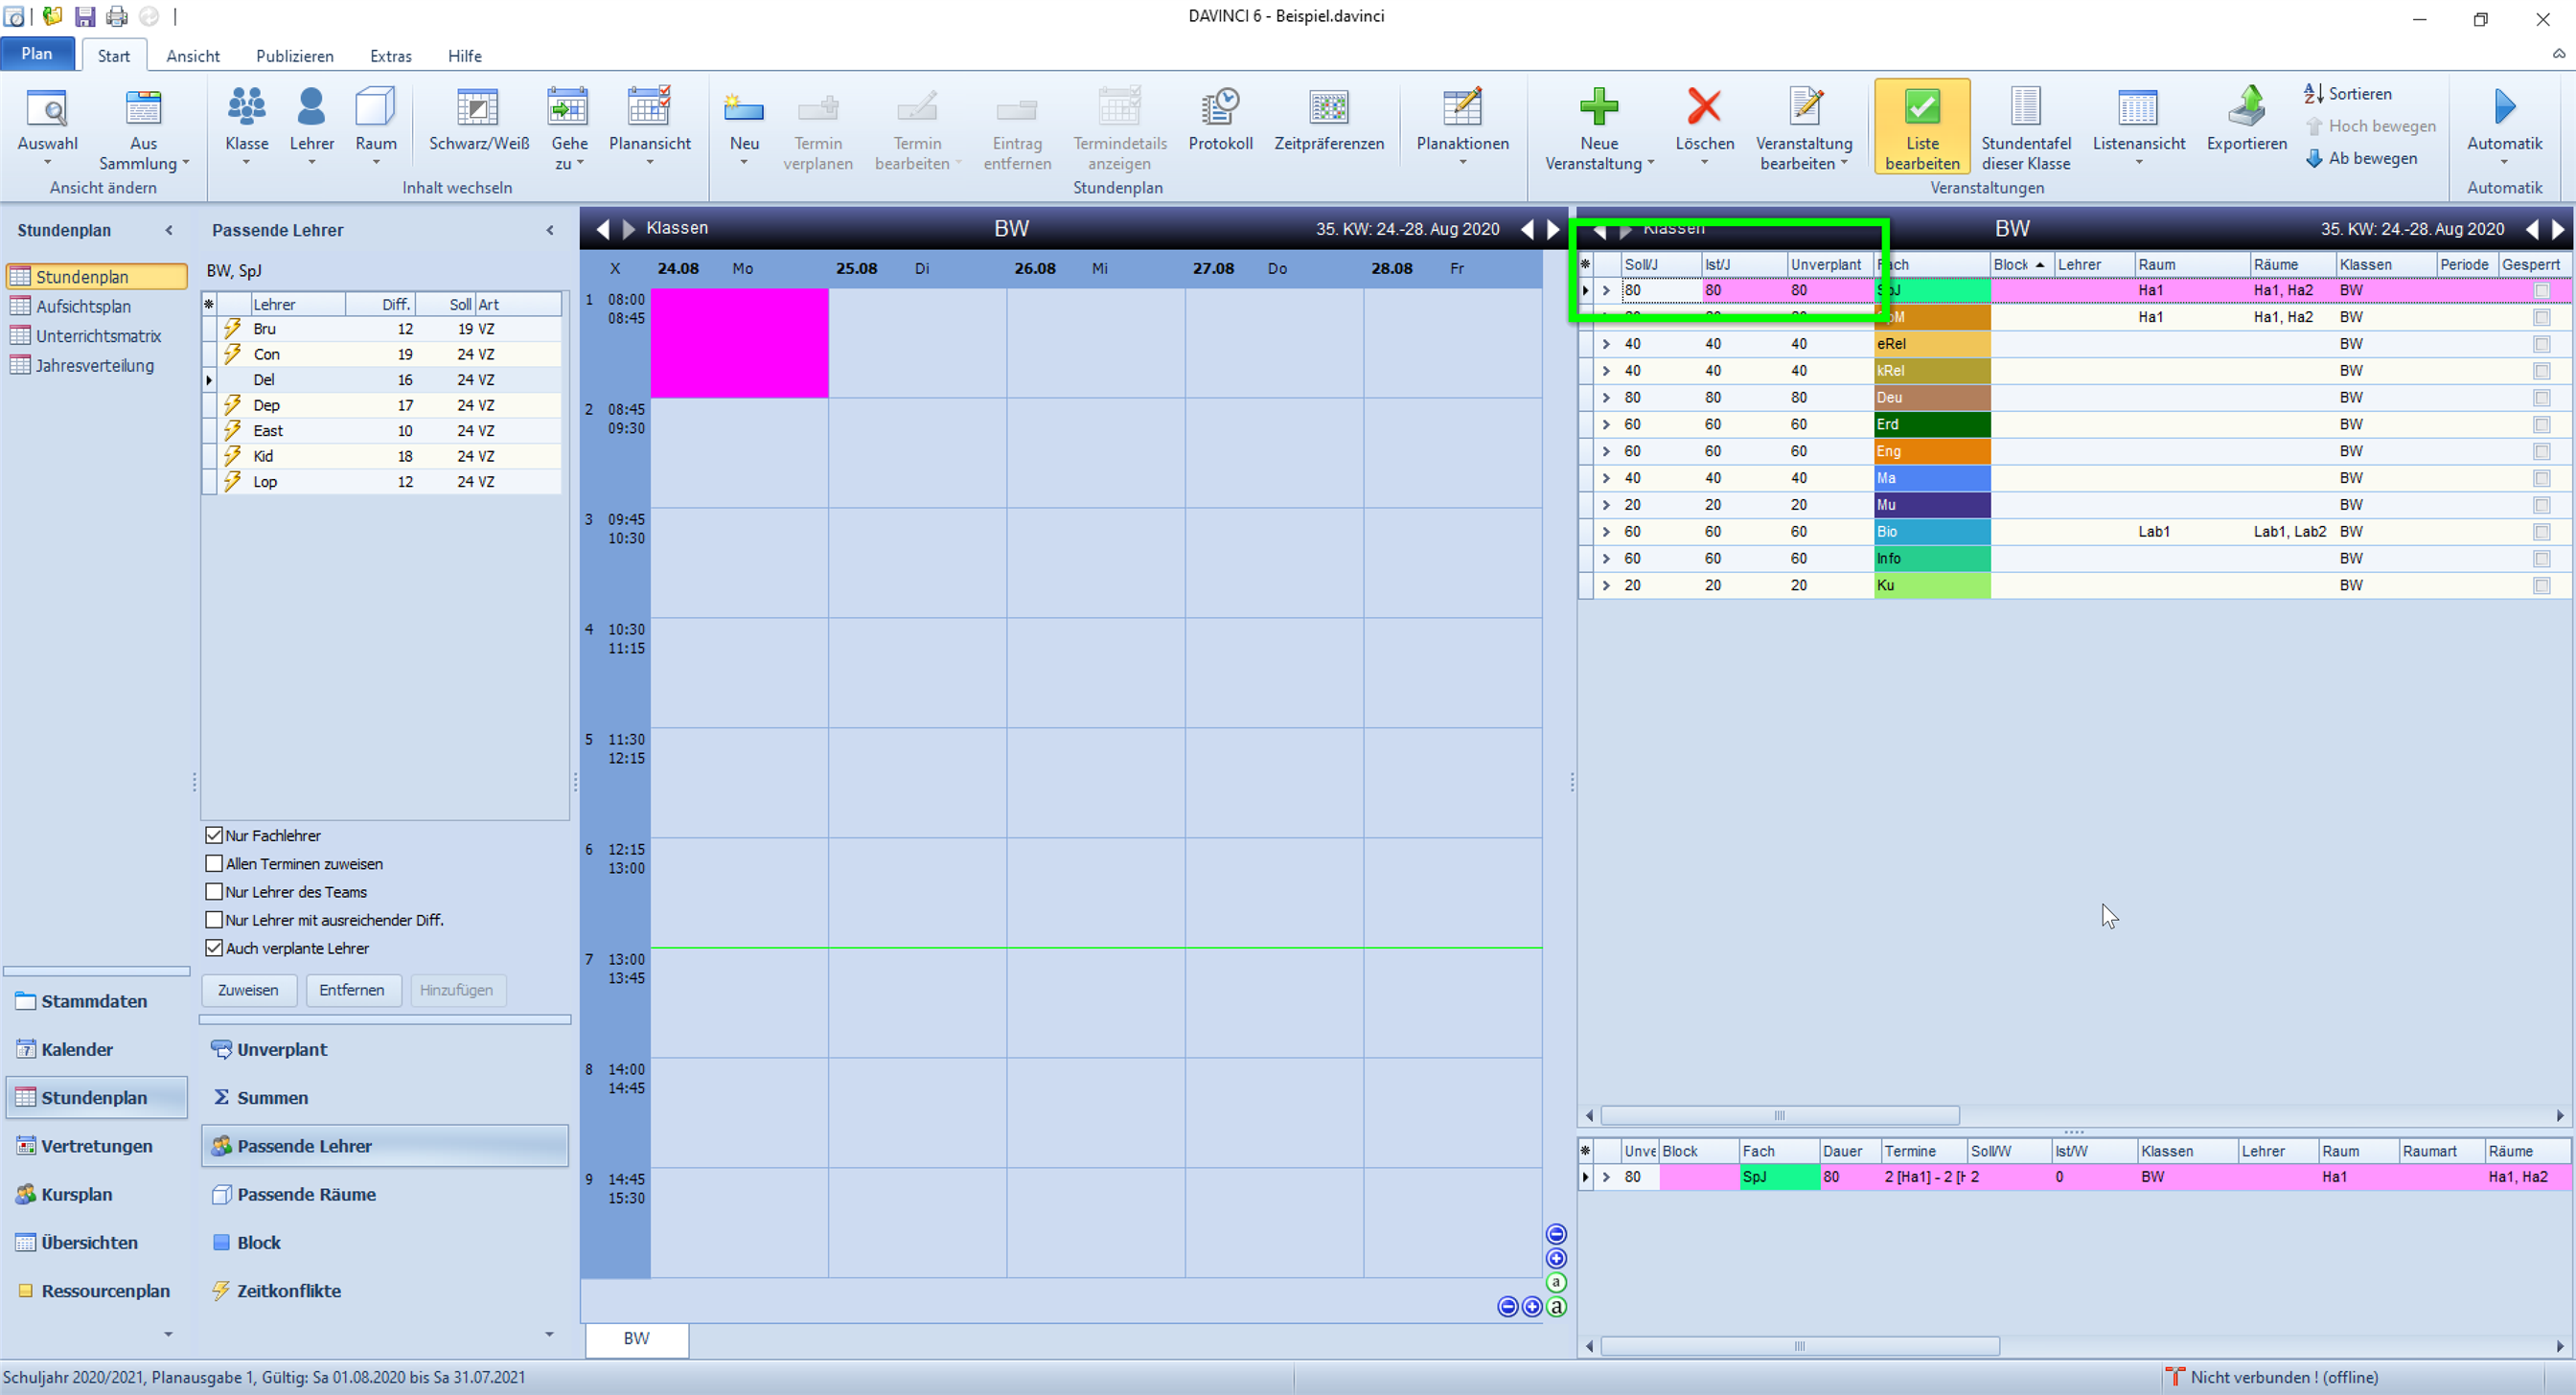 DAVINCI 6 - Beispiel.davinci
Plan Start Ansicht Publizieren Extras Hilfe
Auswahl
Aus Sammlung
Ansicht ändern
Klasse
Lehrer
Raum
Schwarz/Weiß
Gehe zu
Planansicht
Inhalt wechseln
Neu
Termin verplanen
Termin bearbeiten
Eintrag entfernen
Termindetails anzeigen
Protokoll
Zeitpräferenzen
Planaktionen
Stundenplan
Neue Veranstaltung
Löschen
Veranstaltung bearbeiten
Liste bearbeiten
Stundentafel dieser Klasse
Listenansicht
Exportieren
Sortieren
Hoch bewegen
Ab bewegen
Veranstaltungen
Automatik
Automatik
Stundenplan
Stundenplan
Aufsichtsplan
Unterrichtsmatrix
Jahresverteilung
Stammdaten
Kalender
Stundenplan
Vertretungen
Kursplan
Übersichten
Ressourcenplan
Passende Lehrer
BW, SpJ
Lehrer Diff. Soll Art
Bru 12 19 VZ
Con 19 24 VZ
Del 16 24 VZ
Dep 17 24 VZ
East 10 24 VZ
Kid 18 24 VZ
Lop 12 24 VZ
Nur Fachlehrer
Allen Terminen zuweisen
Nur Lehrer des Teams
Nur Lehrer mit ausreichender Diff.
Auch verplante Lehrer
Zuweisen Entfernen Hinzufügen
Unverplant
Summen
Passende Lehrer
Passende Räume
Block
Zeitkonflikte
Klassen BW 35. KW: 24.-28. Aug 2020
X 24.08 Mo 25.08 Di 26.08 Mi 27.08 Do 28.08 Fr
1 08:00
08:45
2 08:45
09:30
3 09:45
10:30
4 10:30
11:15
5 11:30
12:15
6 12:15
13:00
7 13:00
13:45
8 14:00
14:45
9 14:45
15:30
a
a
BW
Klassen BW 35. KW: 24.-28. Aug 2020
Soll/J Ist/J Unverplant Fach Block Lehrer Raum Räume Klassen Periode Gesperrt
80 80 80 SpJ Ha1 Ha1, Ha2 BW
SpM Ha1 Ha1, Ha2 BW
40 40 40 eRel BW
40 40 40 kRel BW
80 80 80 Deu BW
60 60 60 Erd BW
60 60 60 Eng BW
40 40 40 Ma BW
20 20 20 Mu BW
60 60 60 Bio Lab1 Lab1, Lab2 BW
60 60 60 Info BW
20 20 20 Ku BW
Unve Block Fach Dauer Termine Soll/W Ist/W Klassen Lehrer Raum Raumart Räume
80 SpJ 80 2 [Ha1] - 2 [H 2 0 BW Ha1 Ha1, Ha2
Schuljahr 2020/2021, Planausgabe 1, Gültig: Sa 01.08.2020 bis Sa 31.07.2021
Nicht verbunden ! (offline)